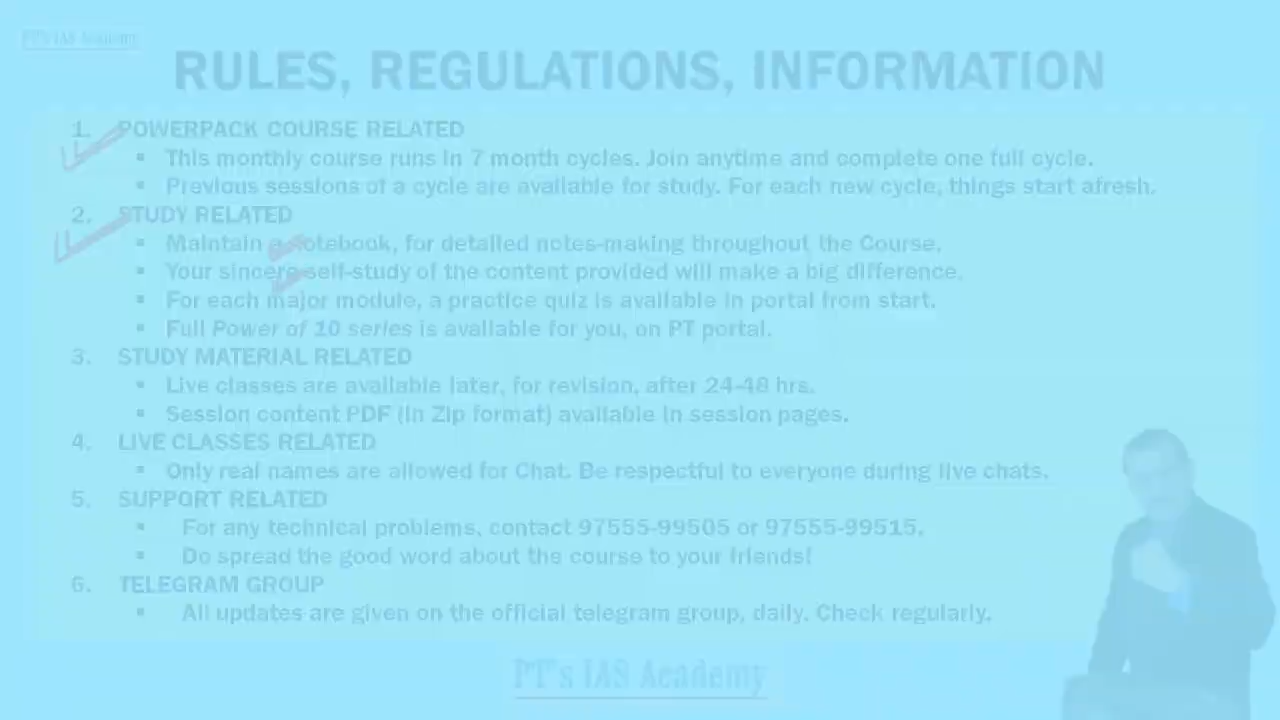 PT's IAS Academy
RULES, REGULATIONS, INFORMATION
1. POWERPACK COURSE RELATED
▪ This monthly course runs in 7 month cycles. Join anytime and complete one full cycle.
▪ Previous sessions of a cycle are available for study. For each new cycle, things start afresh.
2. STUDY RELATED
▪ Maintain a notebook, for detailed notes-making throughout the Course.
▪ Your sincere self-study of the content provided will make a big difference.
▪ For each major module, a practice quiz is available in portal from start.
▪ Full Power of 10 series is available for you, on PT portal.
3. STUDY MATERIAL RELATED
▪ Live classes are available later, for revision, after 24-48 hrs.
▪ Session content PDF (in Zip format) available in session pages.
4. LIVE CLASSES RELATED
▪ Only real names are allowed for Chat. Be respectful to everyone during live chats.
5. SUPPORT RELATED
▪ For any technical problems, contact 97555-99505 or 97555-99515.
▪ Do spread the good word about the course to your friends!
6. TELEGRAM GROUP
▪ All updates are given on the official telegram group, daily. Check regularly.
PT's IAS Academy